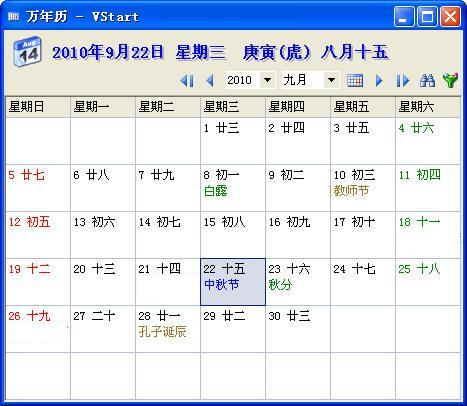 万年历 - VStart
Aug
14
2010年9月22日 星期三 庚寅(虎) 八月十五
2010 九月
星期日 星期一 星期二 星期三 星期四 星期五 星期六
1 廿三 2 廿四 3 廿五 4 廿六
5 廿七 6 廿八 7 廿九 8 初一 9 初二 10 初三 11 初四
白露 教师节
12 初五 13 初六 14 初七 15 初八 16 初九 17 初十 18 十一
19 十二 20 十三 21 十四 22 十五 23 十六 24 十七 25 十八
中秋节 秋分
26 十九 27 二十 28 廿一 29 廿二 30 廿三
孔子诞辰